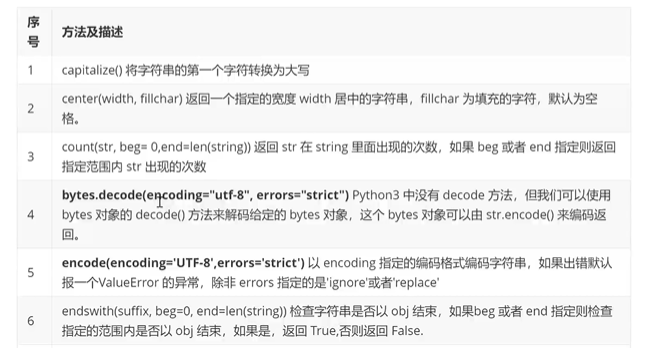 序
号
方法及描述
1
capitalize() 将字符串的第一个字符转换为大写
2
center(width, fillchar) 返回一个指定的宽度 width 居中的字符串，fillchar 为填充的字符，默认为空
格。
3
count(str, beg= 0,end=len(string)) 返回 str 在 string 里面出现的次数，如果 beg 或者 end 指定则返回
指定范围内 str 出现的次数
4
bytes.decode(encoding="utf-8", errors="strict") Python3 中没有 decode 方法，但我们可以使用
bytes 对象的 decode() 方法来解码给定的 bytes 对象，这个 bytes 对象可以由 str.encode() 来编码返
回。
5
encode(encoding='UTF-8',errors='strict') 以 encoding 指定的编码格式编码字符串，如果出错默认
报一个ValueError 的异常，除非 errors 指定的是'ignore'或者'replace'
6
endswith(suffix, beg=0, end=len(string)) 检查字符串是否以 obj 结束，如果beg 或者 end 指定则检查
指定的范围内是否以 obj 结束，如果是，返回 True,否则返回 False.